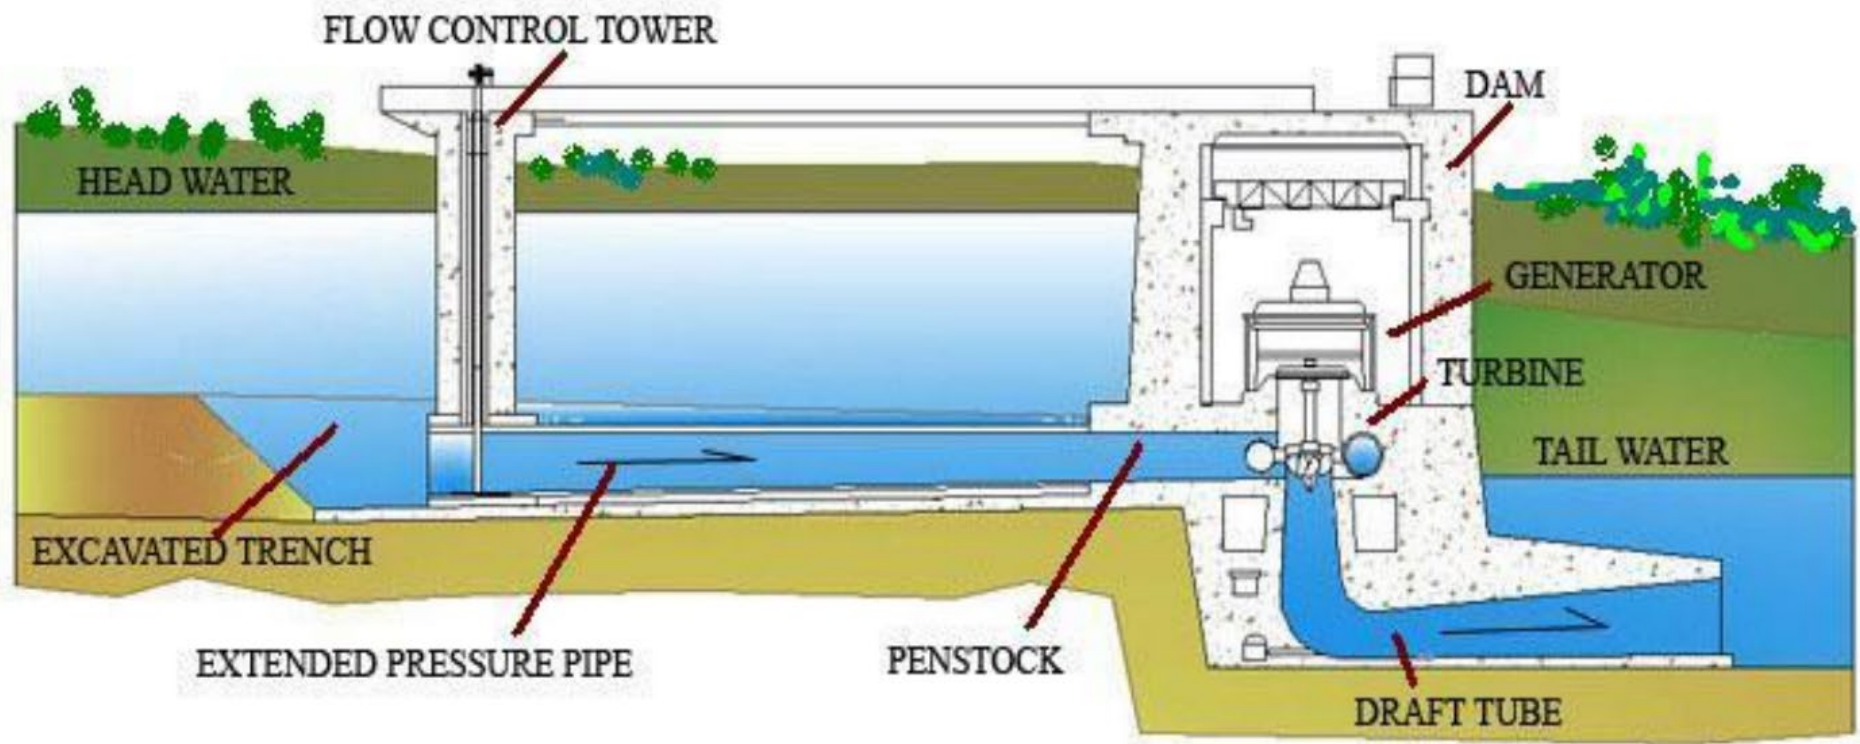 FLOW CONTROL TOWER
DAM
HEAD WATER
GENERATOR
TURBINE
TAIL WATER
EXCAVATED TRENCH
EXTENDED PRESSURE PIPE
PENSTOCK
DRAFT TUBE